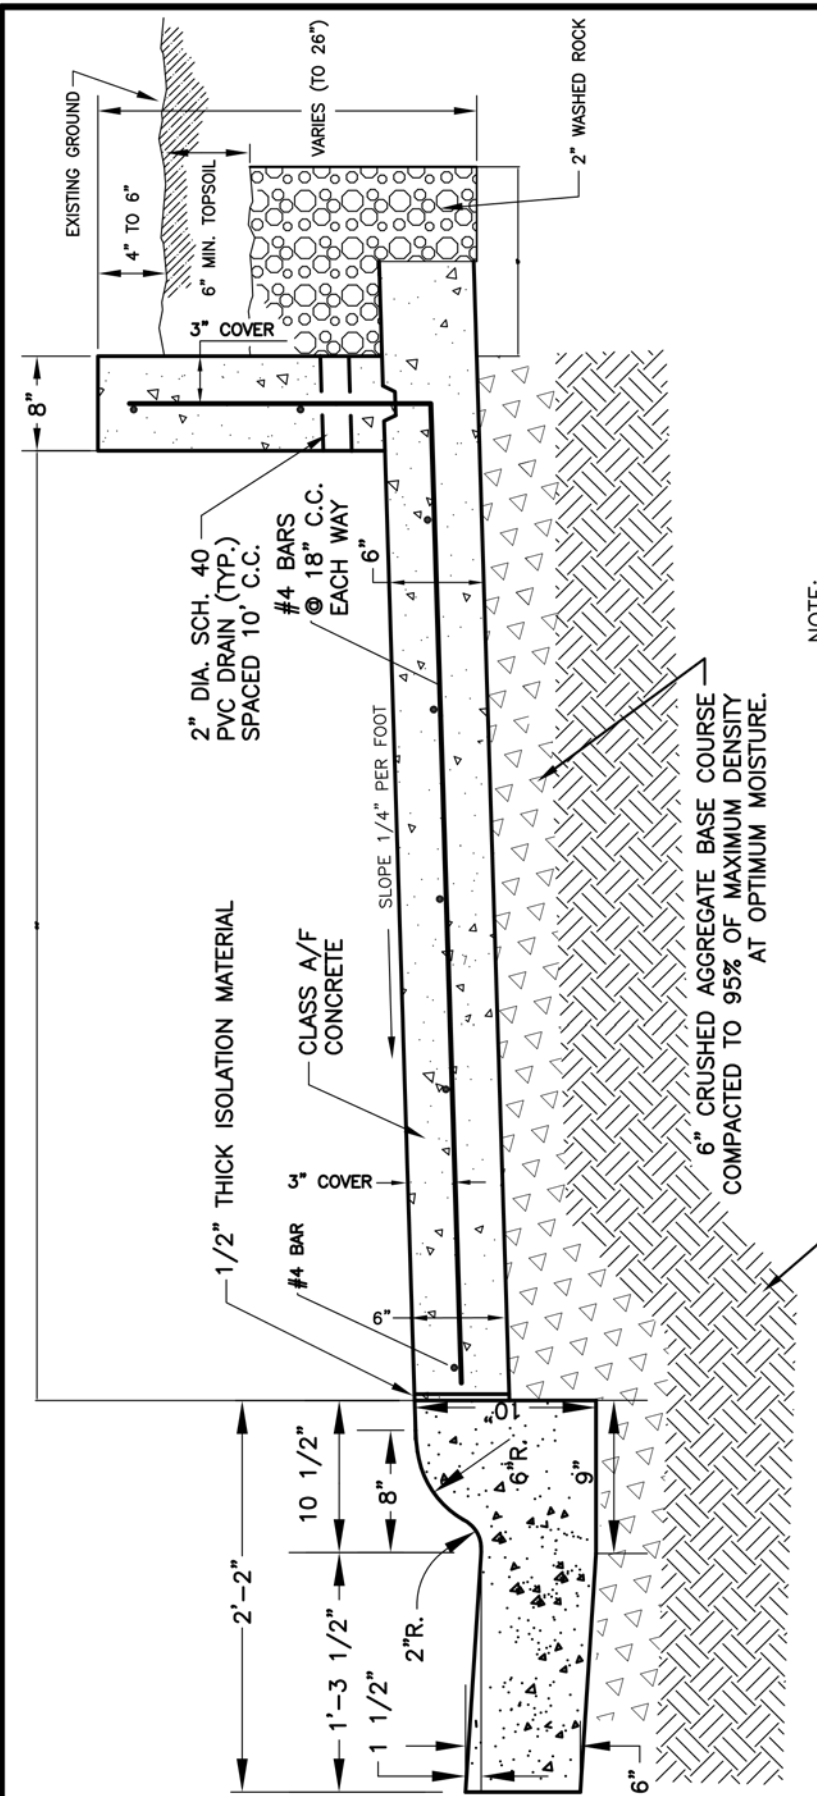 EXISTING GROUND
4" TO 6"
6" MIN. TOPSOIL
VARIES (TO 26")
2" WASHED ROCK
3" COVER
8"
2" DIA. SCH. 40
PVC DRAIN (TYP.)
SPACED 10' C.C.
#4 BARS
@ 18" C.C.
EACH WAY
6"
SLOPE 1/4" PER FOOT
1/2" THICK ISOLATION MATERIAL
CLASS A/F
CONCRETE
3" COVER
#4 BAR
6"
6" CRUSHED AGGREGATE BASE COURSE
COMPACTED TO 95% OF MAXIMUM DENSITY
AT OPTIMUM MOISTURE.
NOTE:
2'-2"
10 1/2"
1'-3 1/2"
8"
1 1/2"
2"R.
6"R.
10"
9"
6"